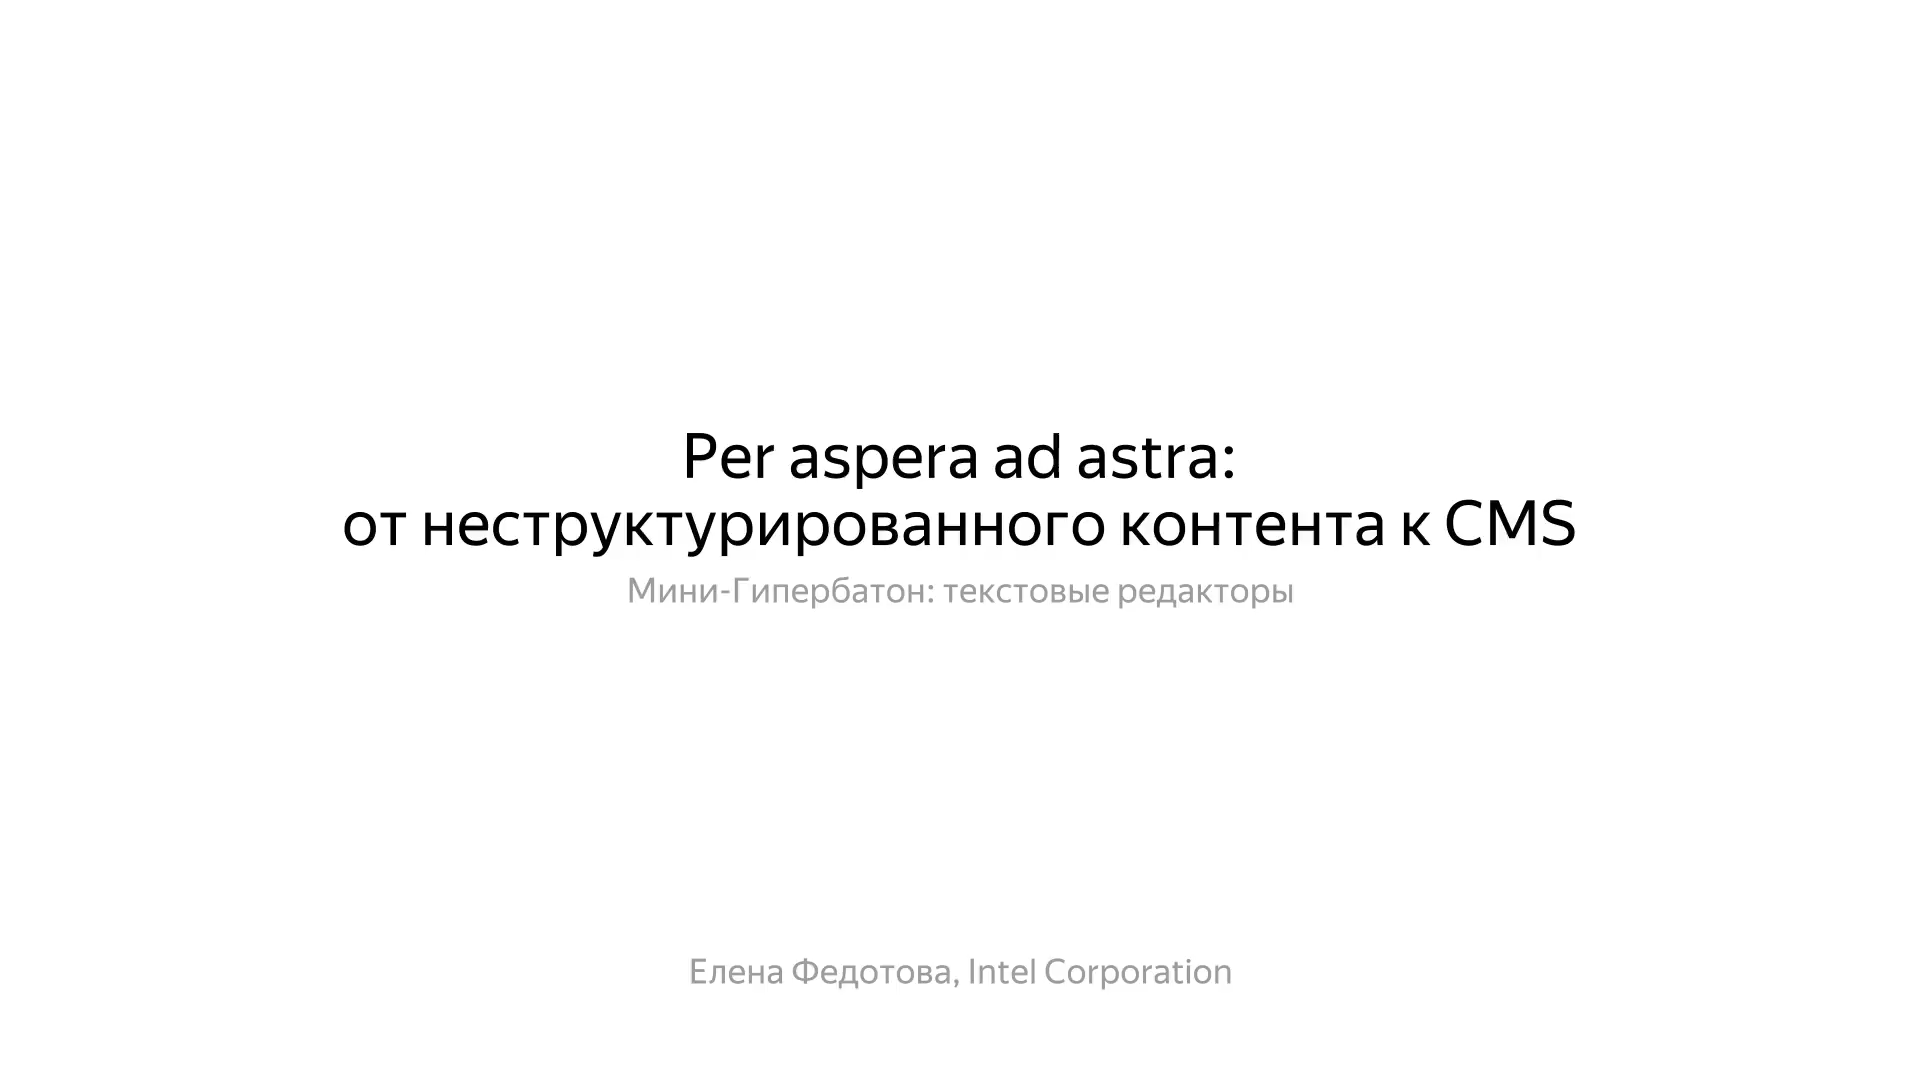 Per aspera ad astra:
от неструктурированного контента к CMS
Мини-Гипербатон: текстовые редакторы
Елена Федотова, Intel Corporation